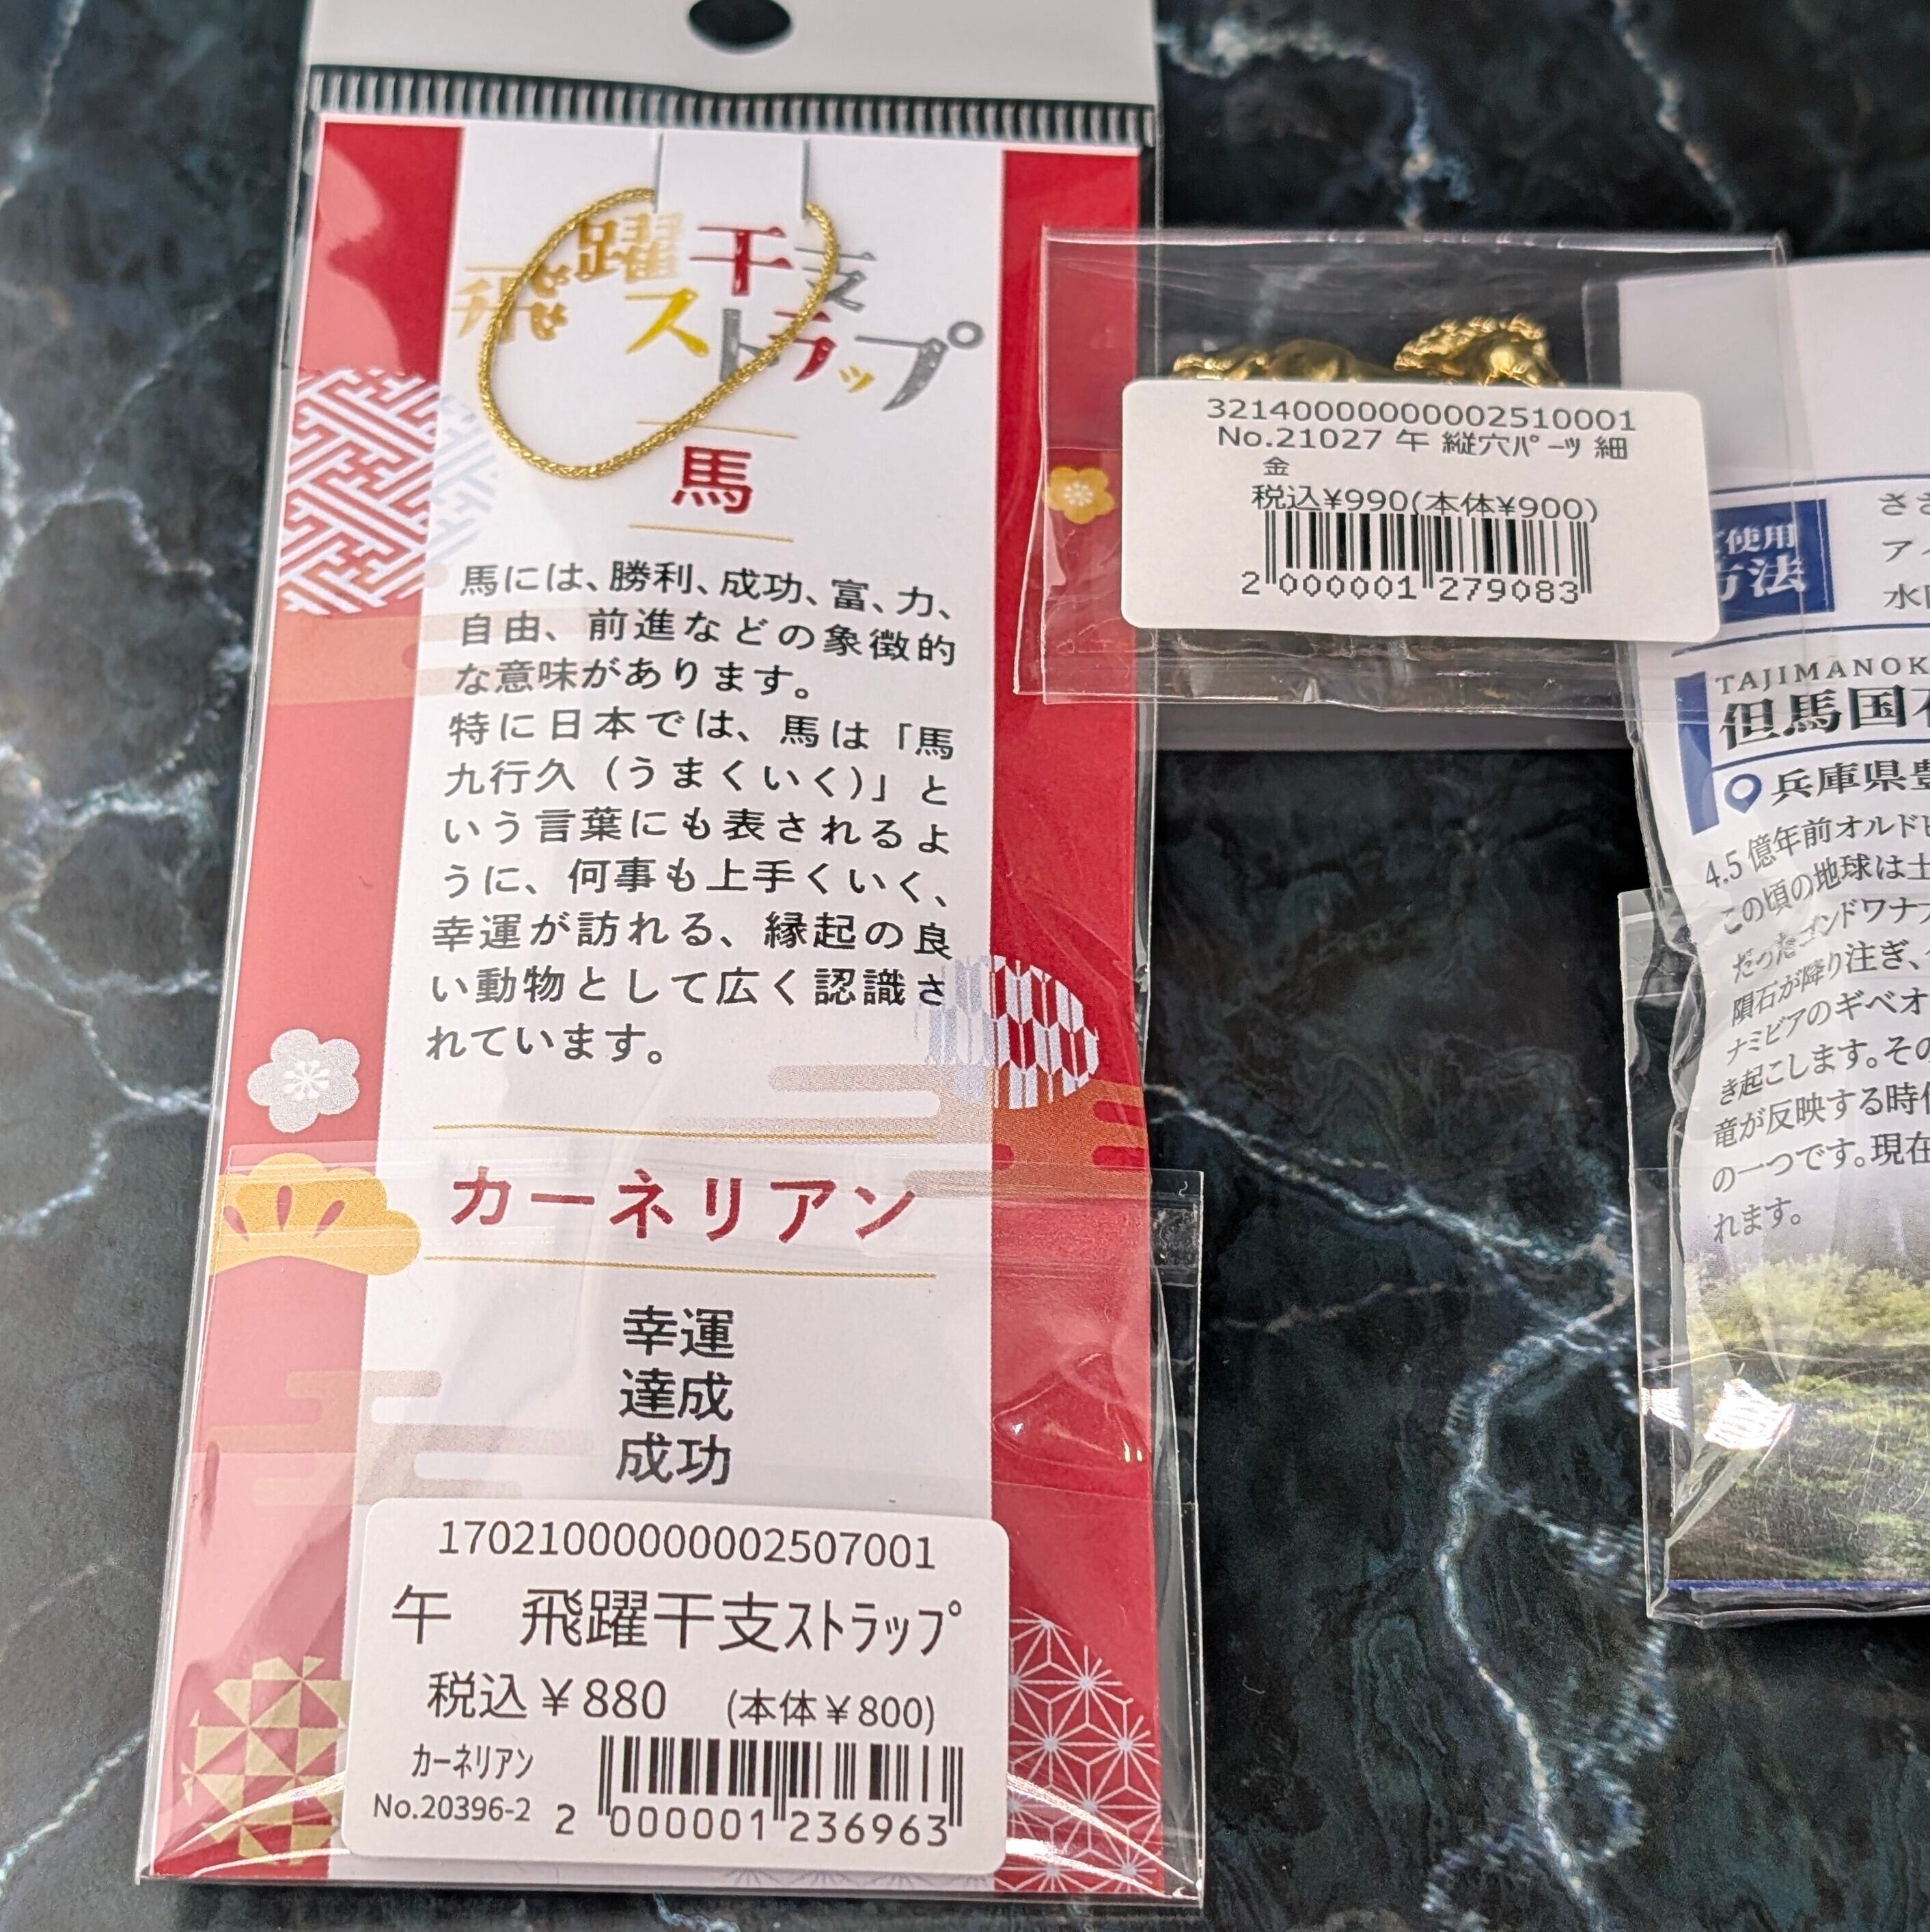 飛躍干支
ストラップ
馬
馬には、勝利、成功、富、力、
自由、前進などの象徴的
な意味があります。
特に日本では、馬は「馬
九行久（うまくいく）」と
いう言葉にも表されるよ
うに、何事も上手くいく、
幸運が訪れる、縁起の良
い動物として広く認識さ
れています。
カーネリアン
幸運
達成
成功
17021000000002507001
午　飛躍干支ｽﾄﾗｯﾌﾟ
税込￥880　(本体￥800)
ｶｰﾈﾘｱﾝ
No.20396-2
2 000001 236963
32140000000002510001
No.21027 午 縦穴ﾊﾟｰﾂ 細
金
税込¥990(本体¥900)
2 000001 279083
使用
方法
ささ
水
TAJIMANOK
但馬国
兵庫県豊
4.5 億年前オルド
この頃の地球は
だったゴンドワナ
隕石が降り注ぎ、
ナミビアのギベオ
き起こします。その
竜が反映する時
の一つです。現在
れます。